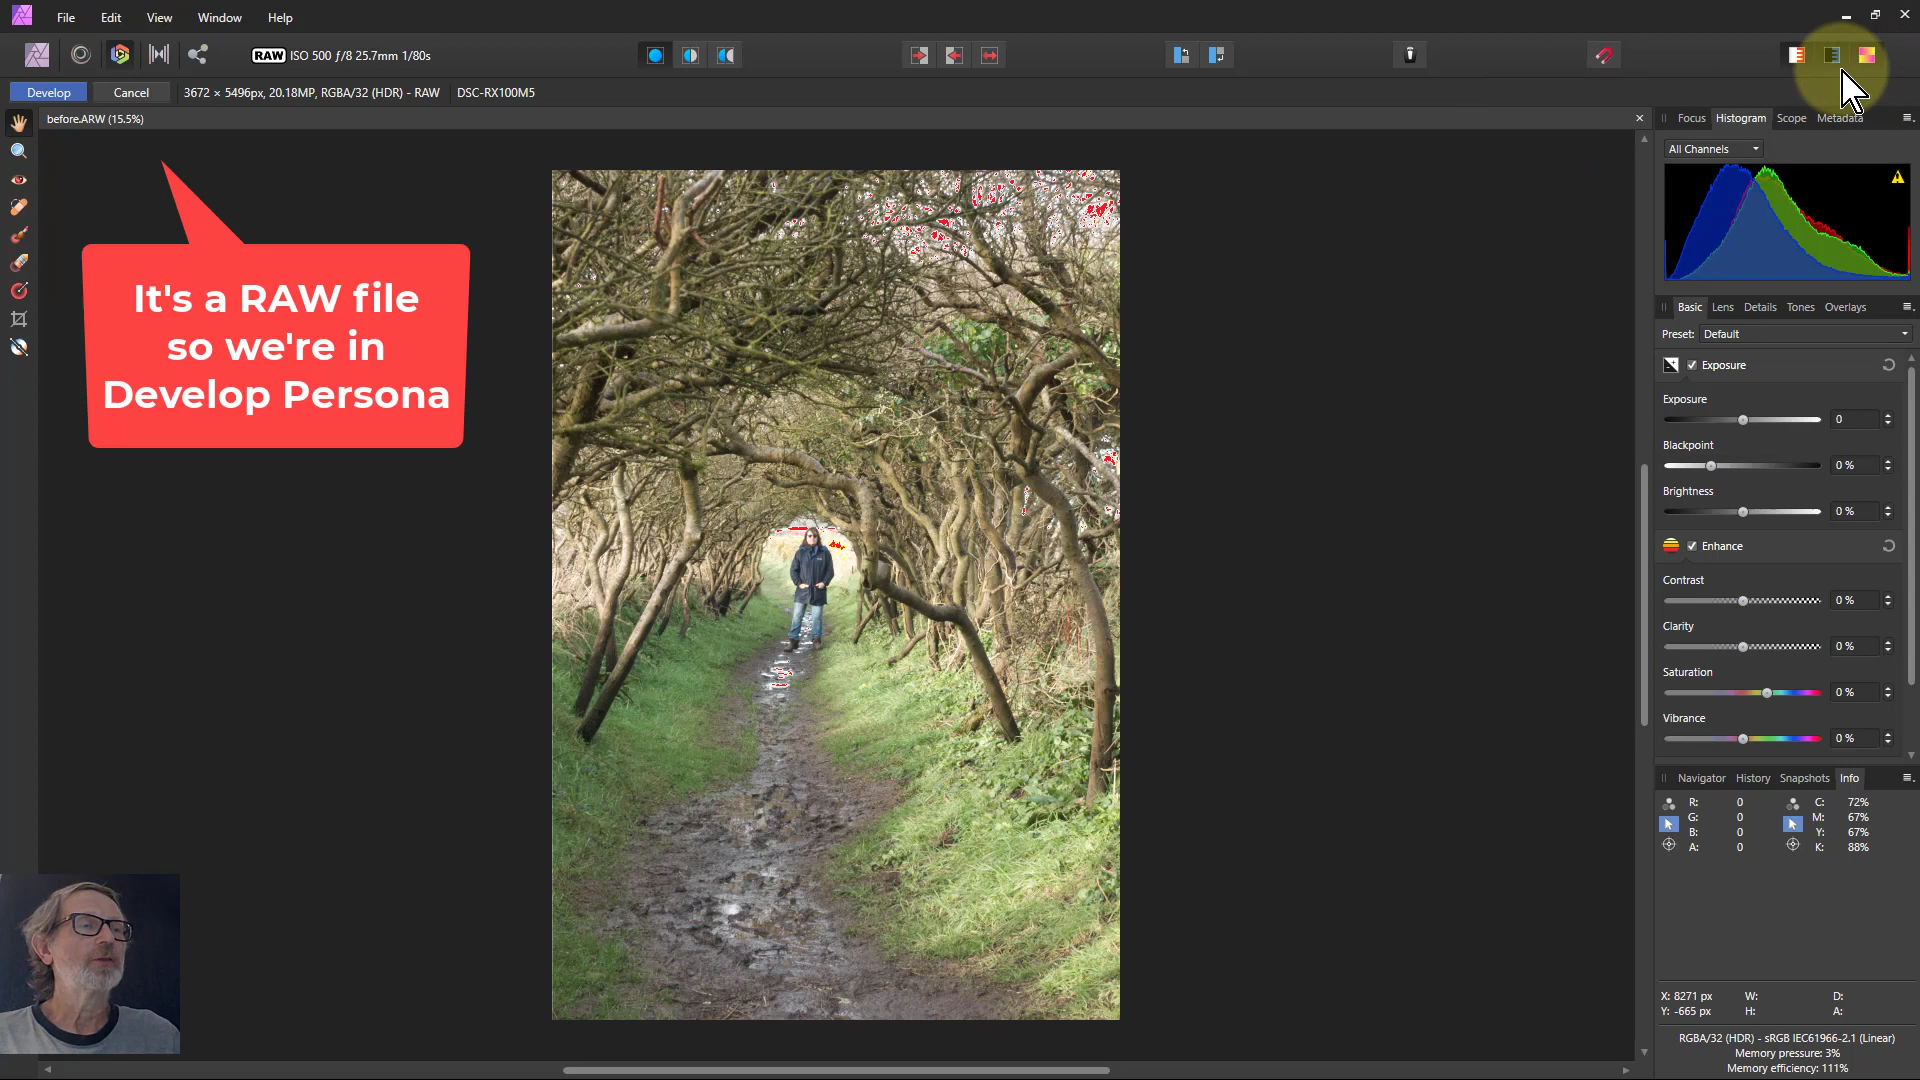 File Edit View Window Help
RAW ISO 500 ƒ/8 25.7mm 1/80s
Develop Cancel 3672 × 5496px, 20.18MP, RGBA/32 (HDR) - RAW DSC-RX100M5
before.ARW (15.5%)
Focus Histogram Scope Metadata
All Channels
It's a RAW file
so we're in
Develop Persona
Basic Lens Details Tones Overlays
Preset: Default
Exposure
Exposure
0
Blackpoint
0 %
Brightness
0 %
Enhance
Contrast
0 %
Clarity
0 %
Saturation
0 %
Vibrance
0 %
Navigator History Snapshots Info
R: 0 C: 72%
G: 0 M: 67%
B: 0 Y: 67%
A: 0 K: 88%
X: 8271 px W: D:
Y: -665 px H: A:
RGBA/32 (HDR) - sRGB IEC61966-2.1 (Linear)
Memory pressure: 3%
Memory efficiency: 111%